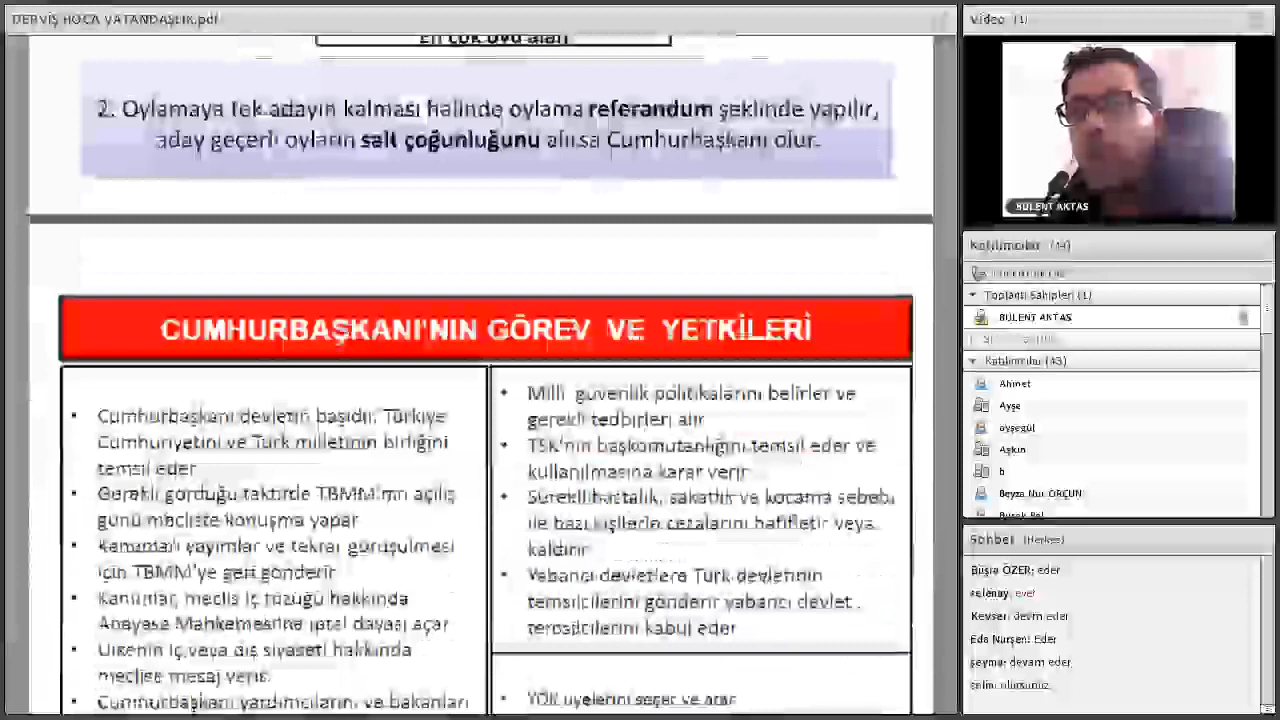 DERVİŞ HOCA VATANDAŞLIK.pdf
En çok oyu alan
2. Oylamaya tek adayın kalması halinde oylama referandum şeklinde yapılır,
aday geçerli oyların salt çoğunluğunu alırsa Cumhurbaşkanı olur.
CUMHURBAŞKANI'NIN GÖREV VE YETKİLERİ
• Cumhurbaşkanı devletin başıdır. Türkiye
Cumhuriyetini ve Türk milletinin birliğini
temsil eder
• Gerekli gördüğü taktirde TBMM'nin açılış
günü mecliste konuşma yapar
• Kanunları yayımlar ve tekrar görüşülmesi
için TBMM'ye geri gönderir
• Kanunlar, meclis iç tüzüğü hakkında
Anayasa Mahkemesine iptal davası açar
• Ülkenin iç veya dış siyaseti hakkında
meclise mesaj verir.
• Cumhurbaşkanı yardımcılarını ve bakanları
• Milli güvenlik politikalarını belirler ve
gerekli tedbirleri alır
• TSK'nın başkomutanlığını temsil eder ve
kullanılmasına karar verir
• Sürekli hastalık, sakatlık ve kocama sebebi
ile bazı kişilerin cezalarını hafifletir veya
kaldırır
• Yabancı devletlere Türk devletinin
temsilcilerini gönderir yabancı devlet
temsilcilerini kabul eder
• YÖK üyelerini seçer ve atar
Video (1)
BÜLENT AKTAŞ
Katılımcılar (44)
Toplantı Sahipleri (1)
BÜLENT AKTAŞ
Katılımcılar (43)
Ahmet
Ayşe
ayşegül
Aşkın
b
Beyza Nur ORÇUN
Sohbet (Herkes)
Büşra ÖZER: eder
selenay: evet
Kevser: devam eder
Eda Nurşen: Eder
şeyma: devam eder